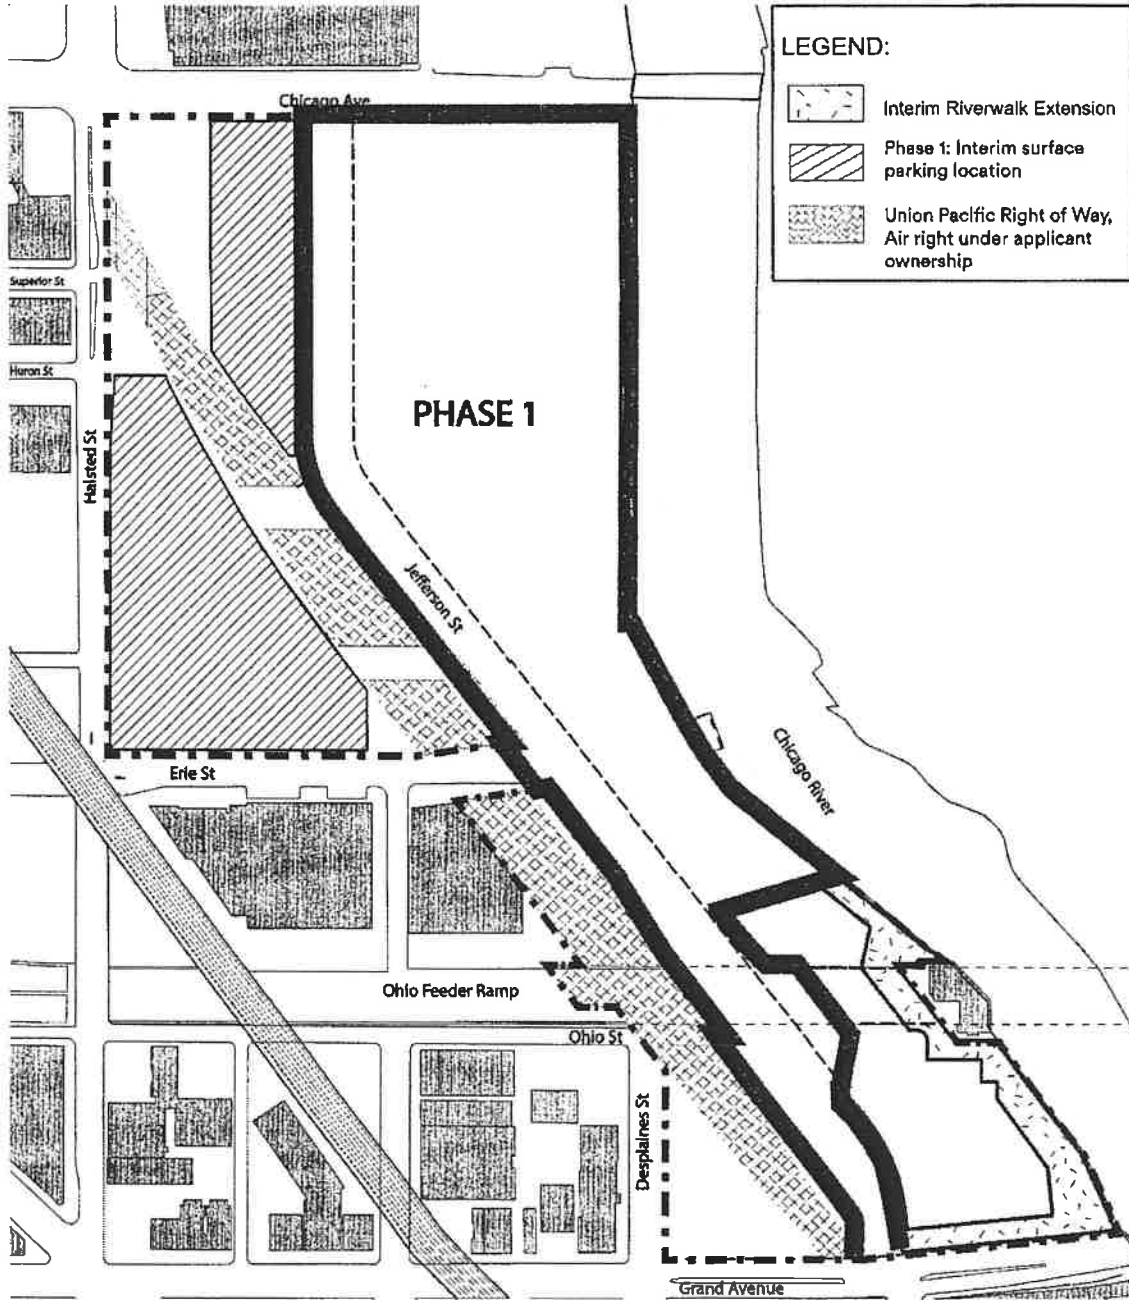 LEGEND:
Interim Riverwalk Extension
Phase 1: Interim surface
parking location
Union Pacific Right of Way,
Air right under applicant
ownership
Chicago Ave
Superior St
Huron St
Halsted St
PHASE 1
Jefferson St
Chicago River
Erie St
Ohio Feeder Ramp
Ohio St
Desplaines St
Grand Avenue